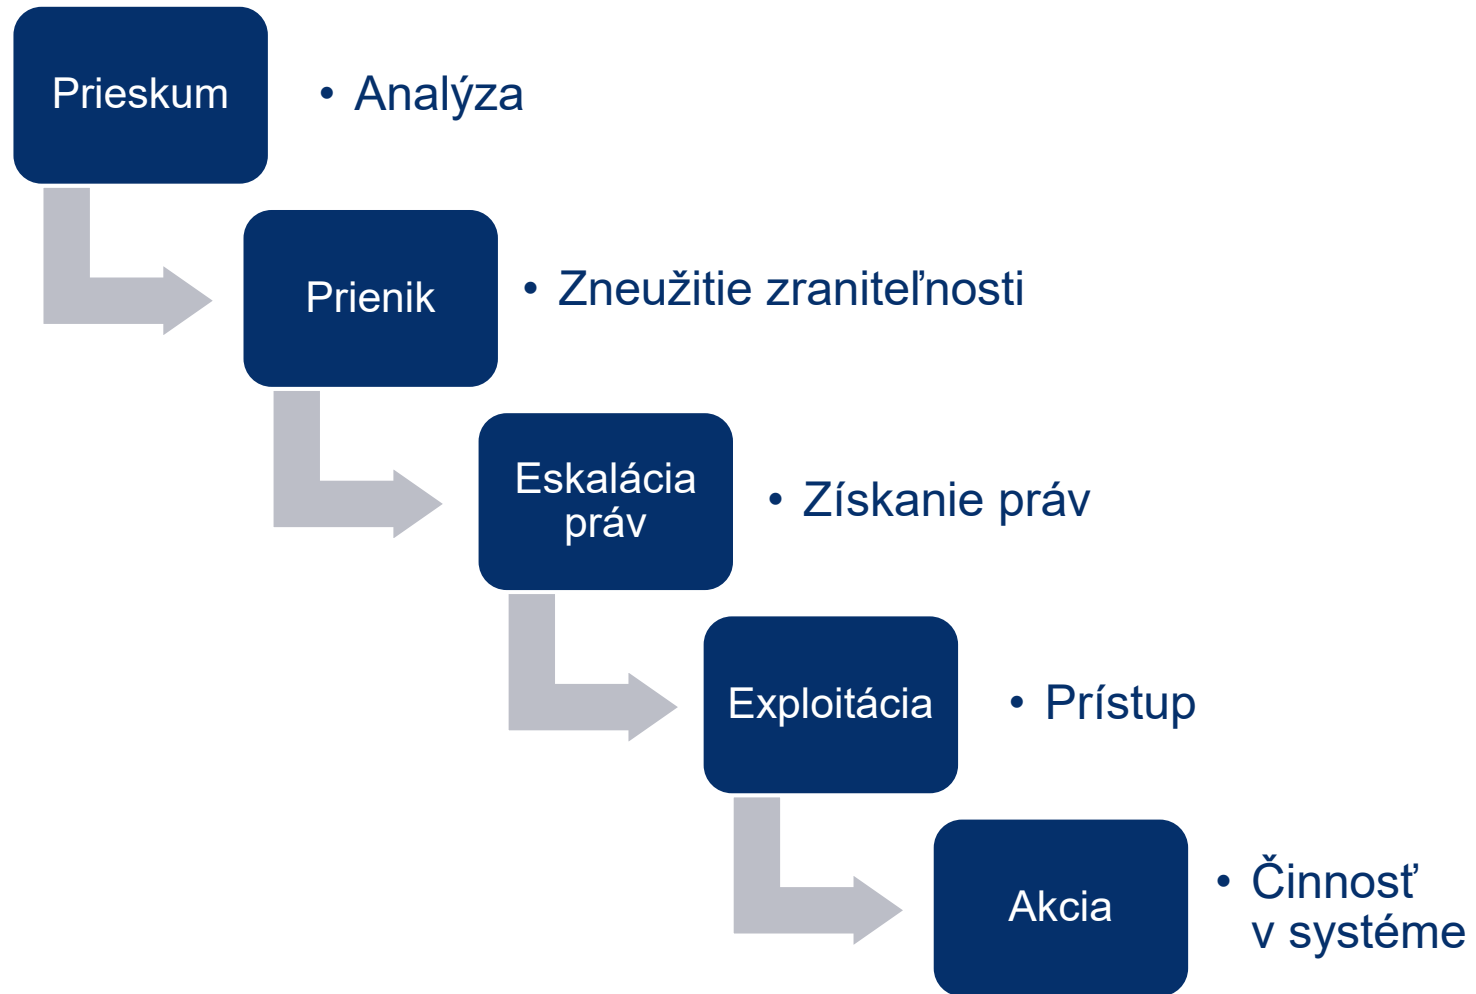 Prieskum
• Analýza
Prienik
• Zneužitie zraniteľnosti
Eskalácia
práv
• Získanie práv
Exploitácia
• Prístup
Akcia
• Činnosť
v systéme